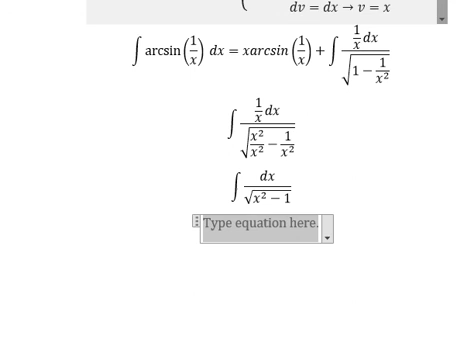 dv = dx → v = x
∫ arcsin(1/x) dx = xarcsin(1/x) + ∫ (1/x dx)/√(1 − 1/x²)
∫ (1/x dx)/√(x²/x² − 1/x²)
∫ dx/√(x² − 1)
Type equation here.